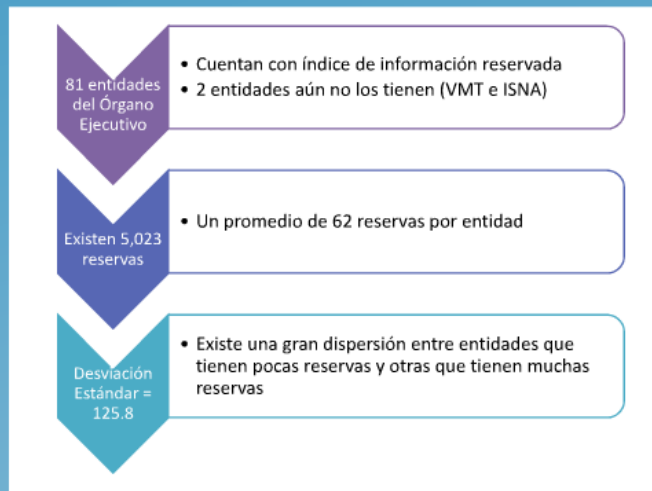 81 entidades
del Órgano
Ejecutivo
• Cuentan con índice de información reservada
• 2 entidades aún no los tienen (VMT e ISNA)
Existen 5,023
reservas
• Un promedio de 62 reservas por entidad
Desviación
Estándar =
125.8
• Existe una gran dispersión entre entidades que
tienen pocas reservas y otras que tienen muchas
reservas